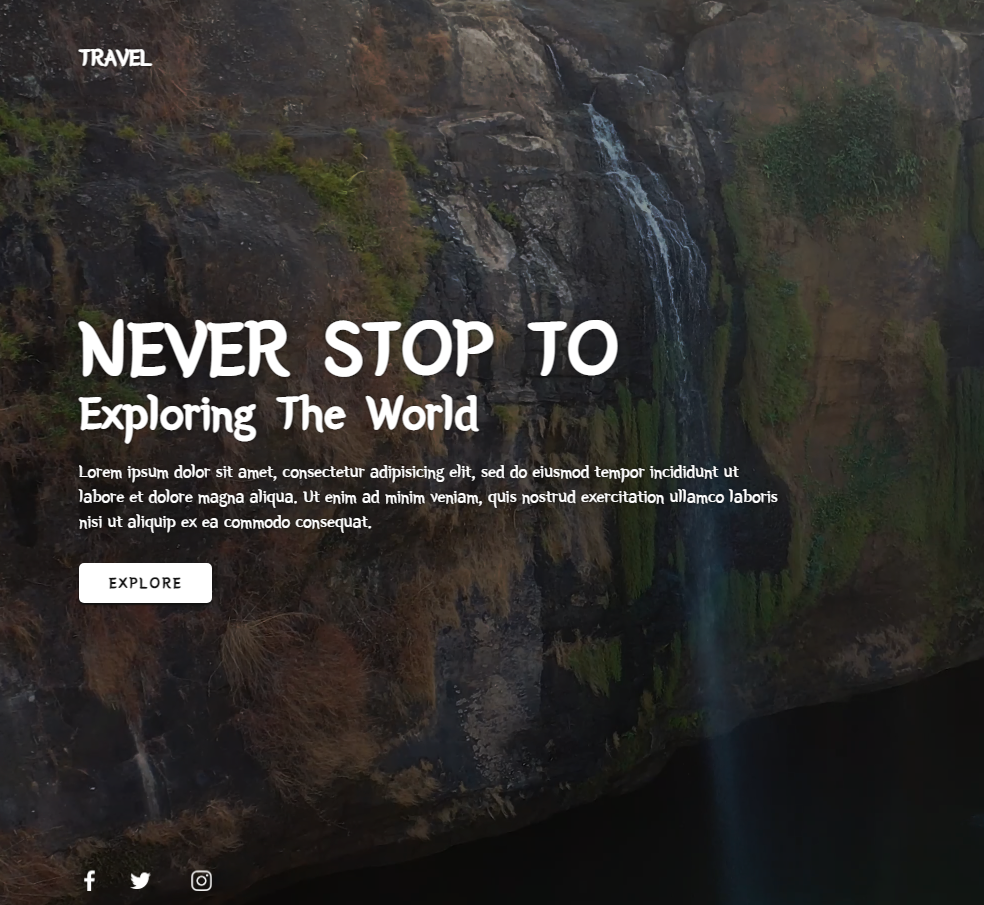 TRAVEL
NEVER STOP TO
Exploring The World
Lorem ipsum dolor sit amet, consectetur adipisicing elit, sed do eiusmod tempor incididunt ut
labore et dolore magna aliqua. Ut enim ad minim veniam, quis nostrud exercitation ullamco laboris
nisi ut aliquip ex ea commodo consequat.
EXPLORE